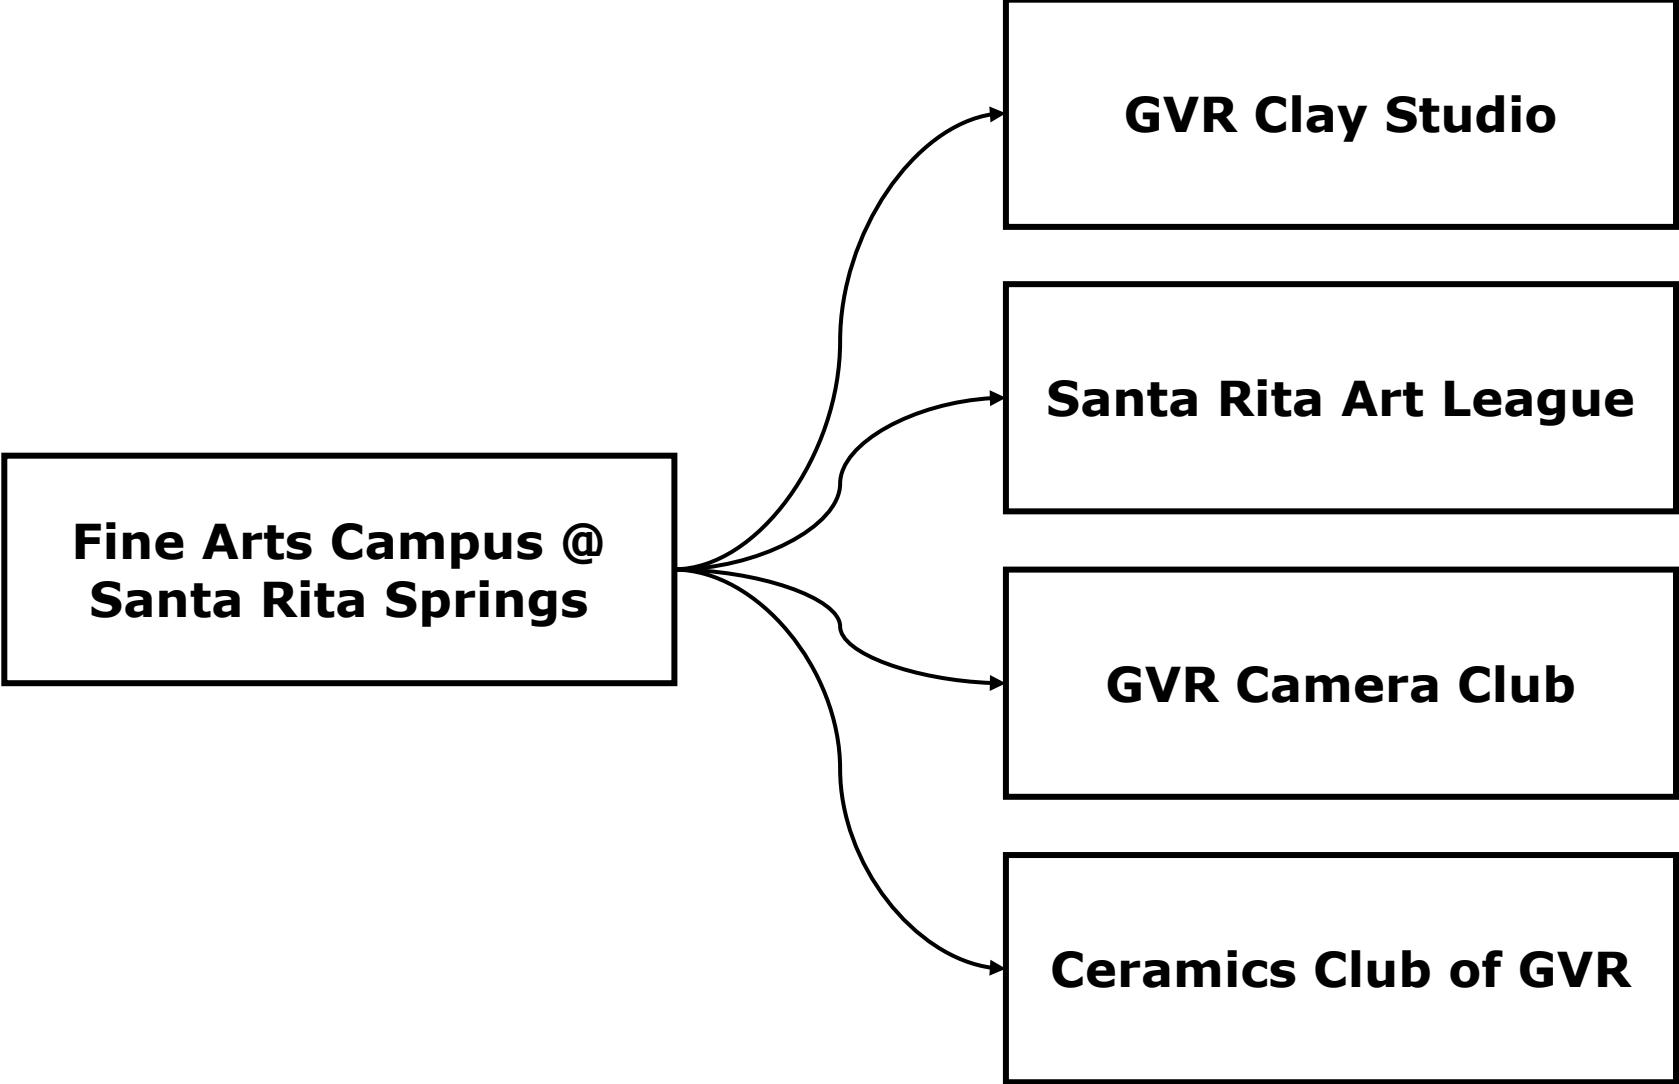 GVR Clay Studio
Santa Rita Art League
Fine Arts Campus @
Santa Rita Springs
GVR Camera Club
Ceramics Club of GVR